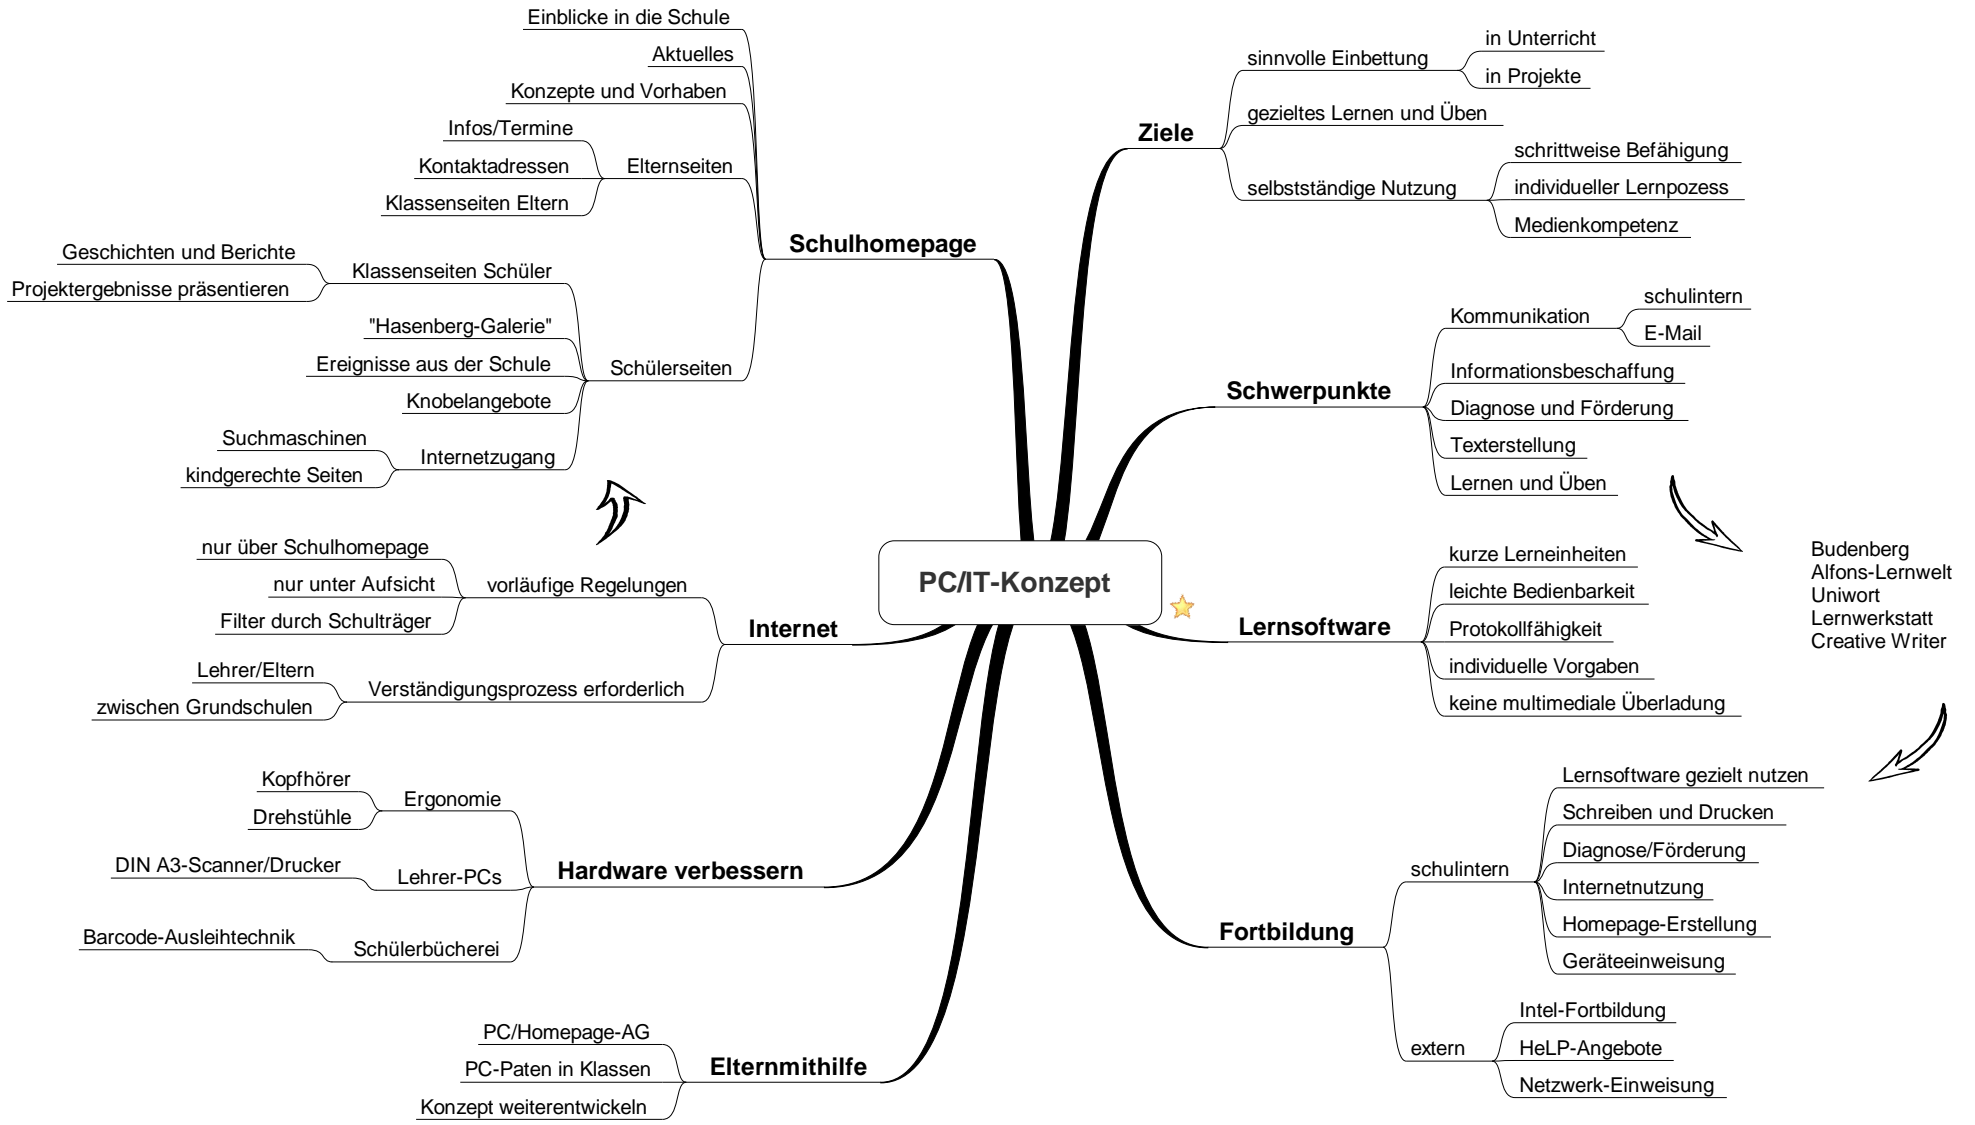 PC/IT-Konzept
Ziele
sinnvolle Einbettung
in Unterricht
in Projekte
gezieltes Lernen und Üben
selbstständige Nutzung
schrittweise Befähigung
individueller Lernpozess
Medienkompetenz
Schwerpunkte
Kommunikation
schulintern
E-Mail
Informationsbeschaffung
Diagnose und Förderung
Texterstellung
Lernen und Üben
Lernsoftware
kurze Lerneinheiten
leichte Bedienbarkeit
Protokollfähigkeit
individuelle Vorgaben
keine multimediale Überladung
Budenberg
Alfons-Lernwelt
Uniwort
Lernwerkstatt
Creative Writer
Fortbildung
schulintern
Lernsoftware gezielt nutzen
Schreiben und Drucken
Diagnose/Förderung
Internetnutzung
Homepage-Erstellung
Geräteeinweisung
extern
Intel-Fortbildung
HeLP-Angebote
Netzwerk-Einweisung
Schulhomepage
Einblicke in die Schule
Aktuelles
Konzepte und Vorhaben
Elternseiten
Infos/Termine
Kontaktadressen
Klassenseiten Eltern
Schülerseiten
Klassenseiten Schüler
Geschichten und Berichte
Projektergebnisse präsentieren
"Hasenberg-Galerie"
Ereignisse aus der Schule
Knobelangebote
Internetzugang
Suchmaschinen
kindgerechte Seiten
Internet
vorläufige Regelungen
nur über Schulhomepage
nur unter Aufsicht
Filter durch Schulträger
Verständigungsprozess erforderlich
Lehrer/Eltern
zwischen Grundschulen
Hardware verbessern
Ergonomie
Kopfhörer
Drehstühle
Lehrer-PCs
DIN A3-Scanner/Drucker
Schülerbücherei
Barcode-Ausleihtechnik
Elternmithilfe
PC/Homepage-AG
PC-Paten in Klassen
Konzept weiterentwickeln